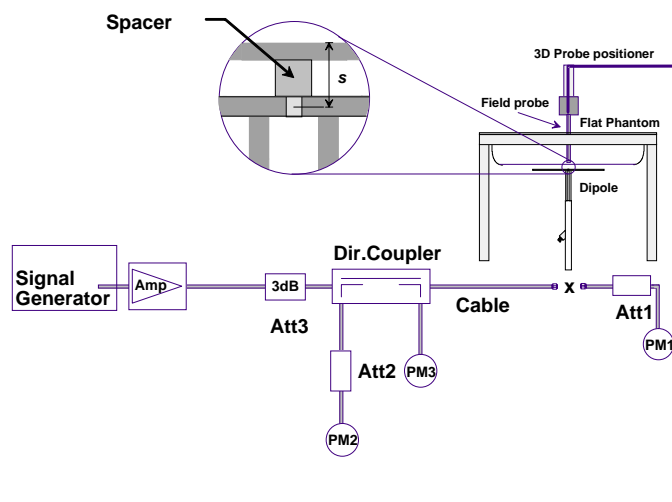 Spacer
s
3D Probe positioner
Field probe
Flat Phantom
Dipole
Signal
Generator
Amp
3dB
Att3
Dir.Coupler
Cable
x
Att1
PM1
Att2
PM3
PM2